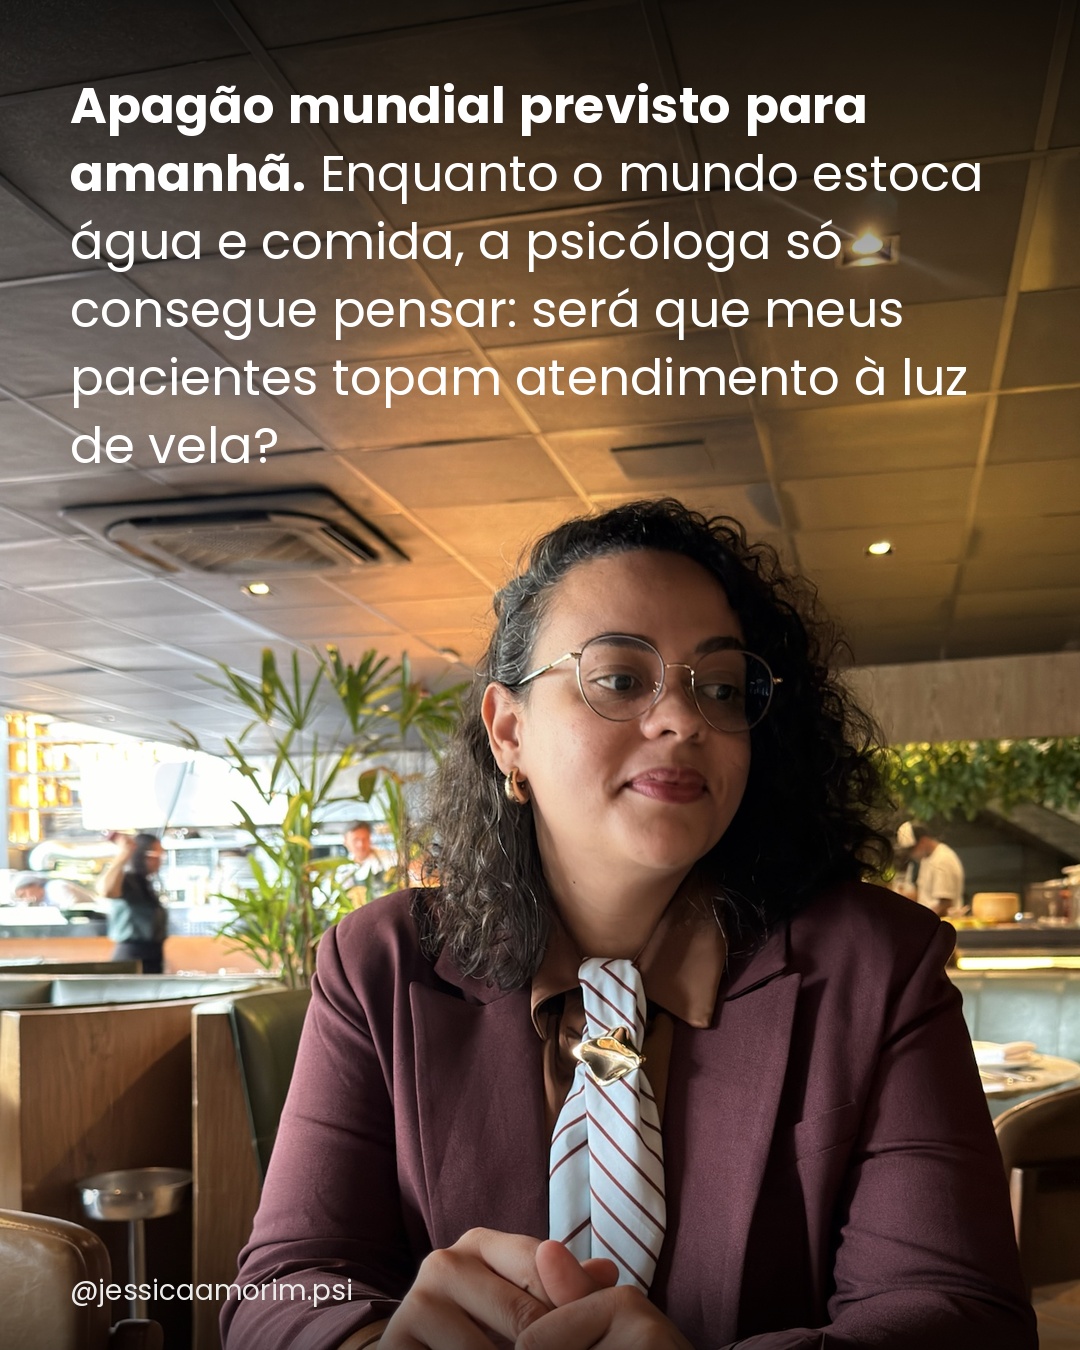 Apagão mundial previsto para
amanhã. Enquanto o mundo estoca
água e comida, a psicóloga só
consegue pensar: será que meus
pacientes topam atendimento à luz
de vela?
@jessicaamorim.psi